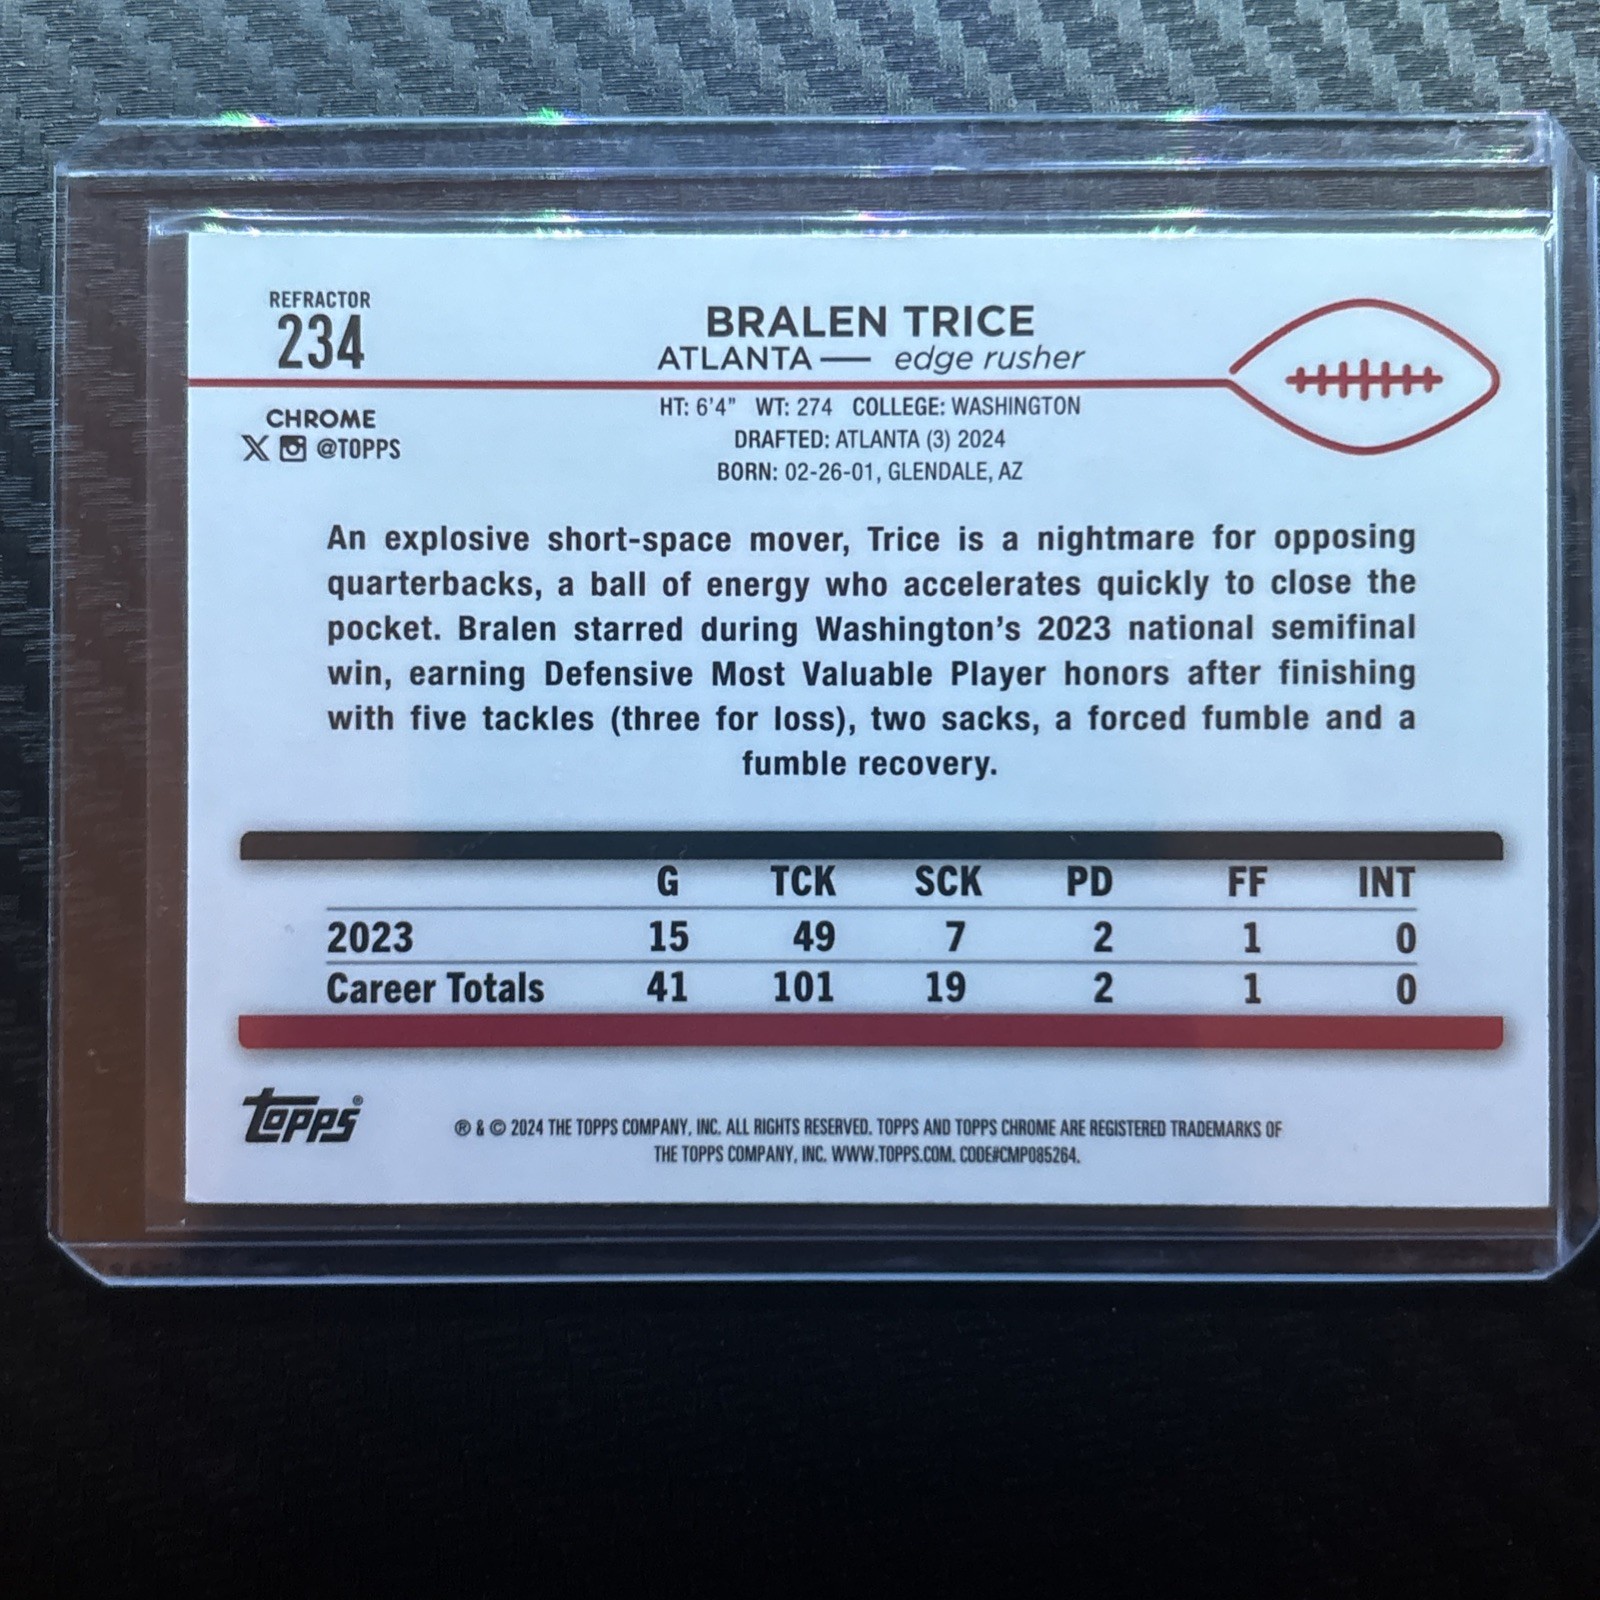 REFRACTOR
234
BRALEN TRICE
ATLANTA — edge rusher
CHROME
@TOPPS
HT: 6'4" WT: 274 COLLEGE: WASHINGTON
DRAFTED: ATLANTA (3) 2024
BORN: 02-26-01, GLENDALE, AZ
An explosive short-space mover, Trice is a nightmare for opposing
quarterbacks, a ball of energy who accelerates quickly to close the
pocket. Bralen starred during Washington's 2023 national semifinal
win, earning Defensive Most Valuable Player honors after finishing
with five tackles (three for loss), two sacks, a forced fumble and a
fumble recovery.
G TCK SCK PD FF INT
2023 15 49 7 2 1 0
Career Totals 41 101 19 2 1 0
topps®
® & © 2024 THE TOPPS COMPANY, INC. ALL RIGHTS RESERVED. TOPPS AND TOPPS CHROME ARE REGISTERED TRADEMARKS OF
THE TOPPS COMPANY, INC. WWW.TOPPS.COM. CODE#CMP085264.